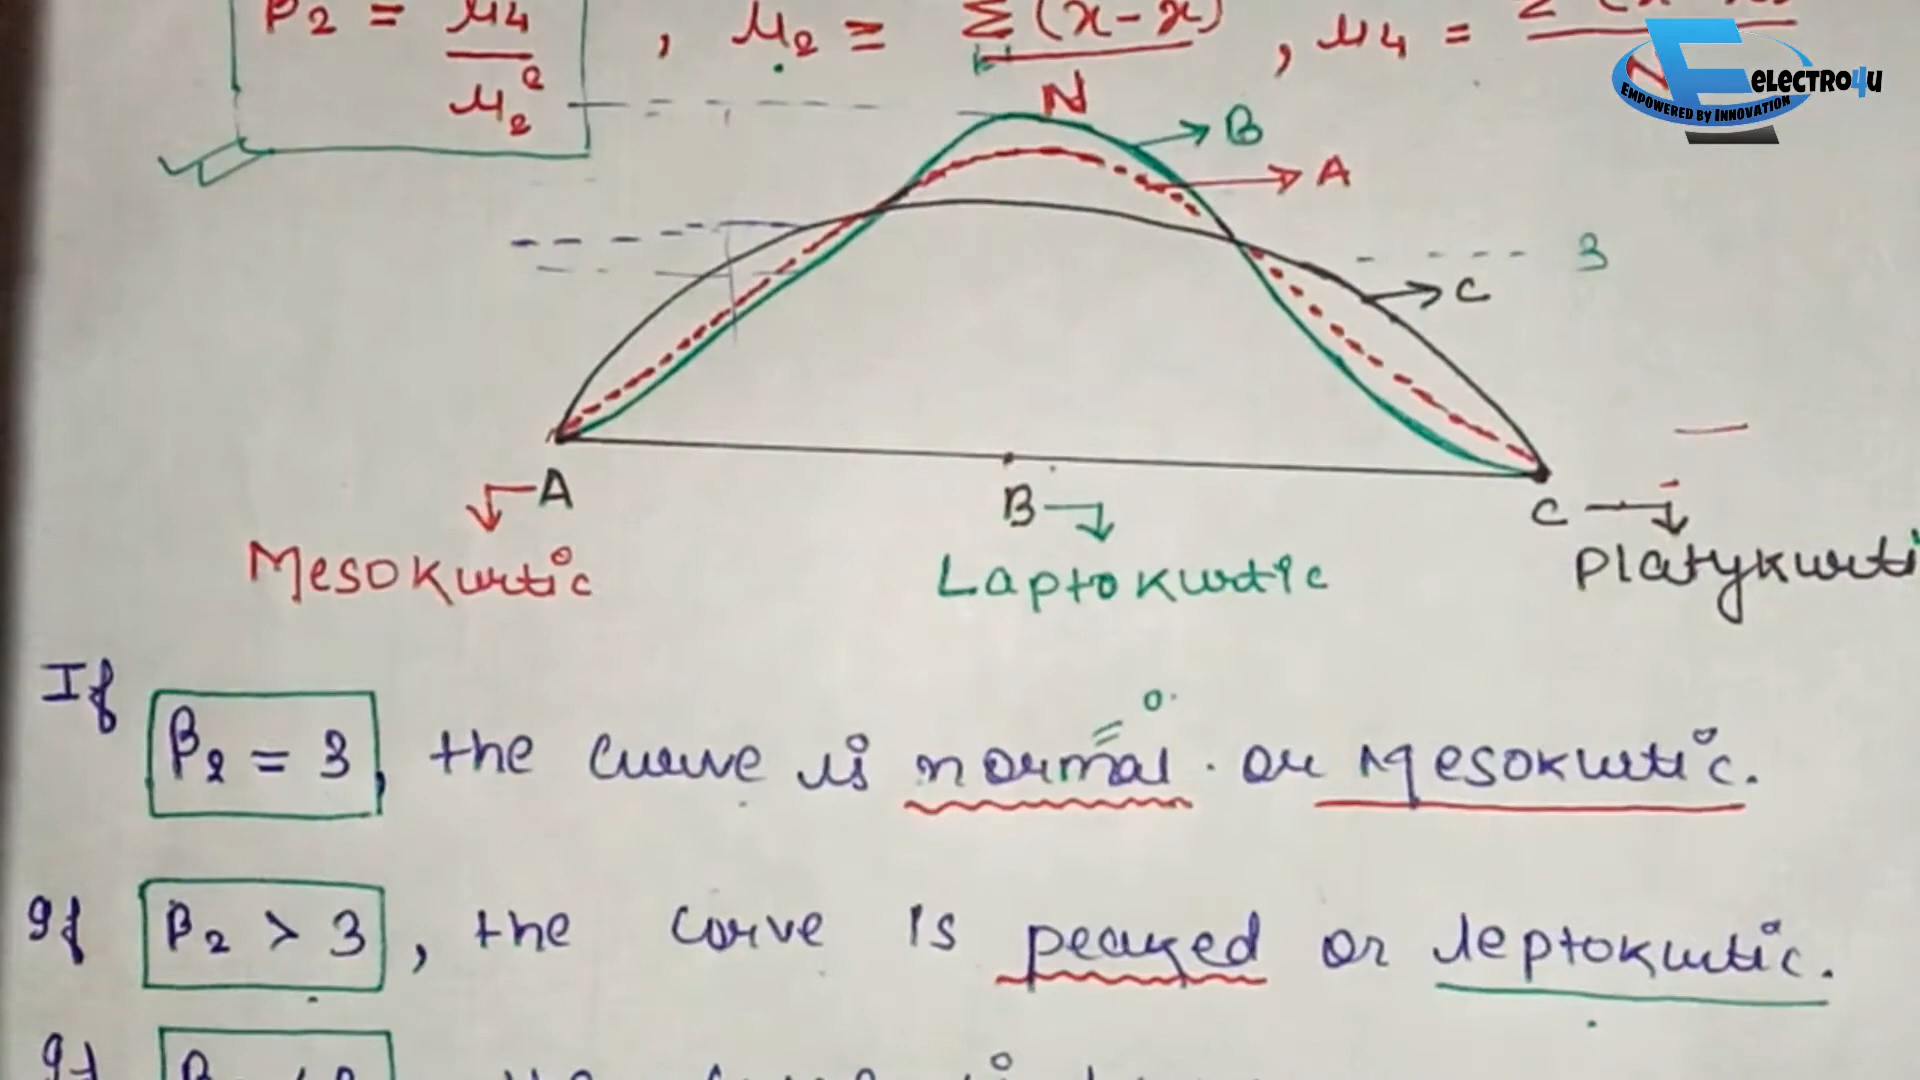 β2 = μ4 / μ2² , μ2 = Σ(x-x̄) / N , μ4 =
ELECTRO4U
EMPOWERED BY INNOVATION
B
A
3
C
A B C
Mesokurtic Laptokurtic Platykurti
If β2 = 3, the curve is normal. or Mesokurtic.
If β2 > 3, the curve is peaked or leptokurtic.
If